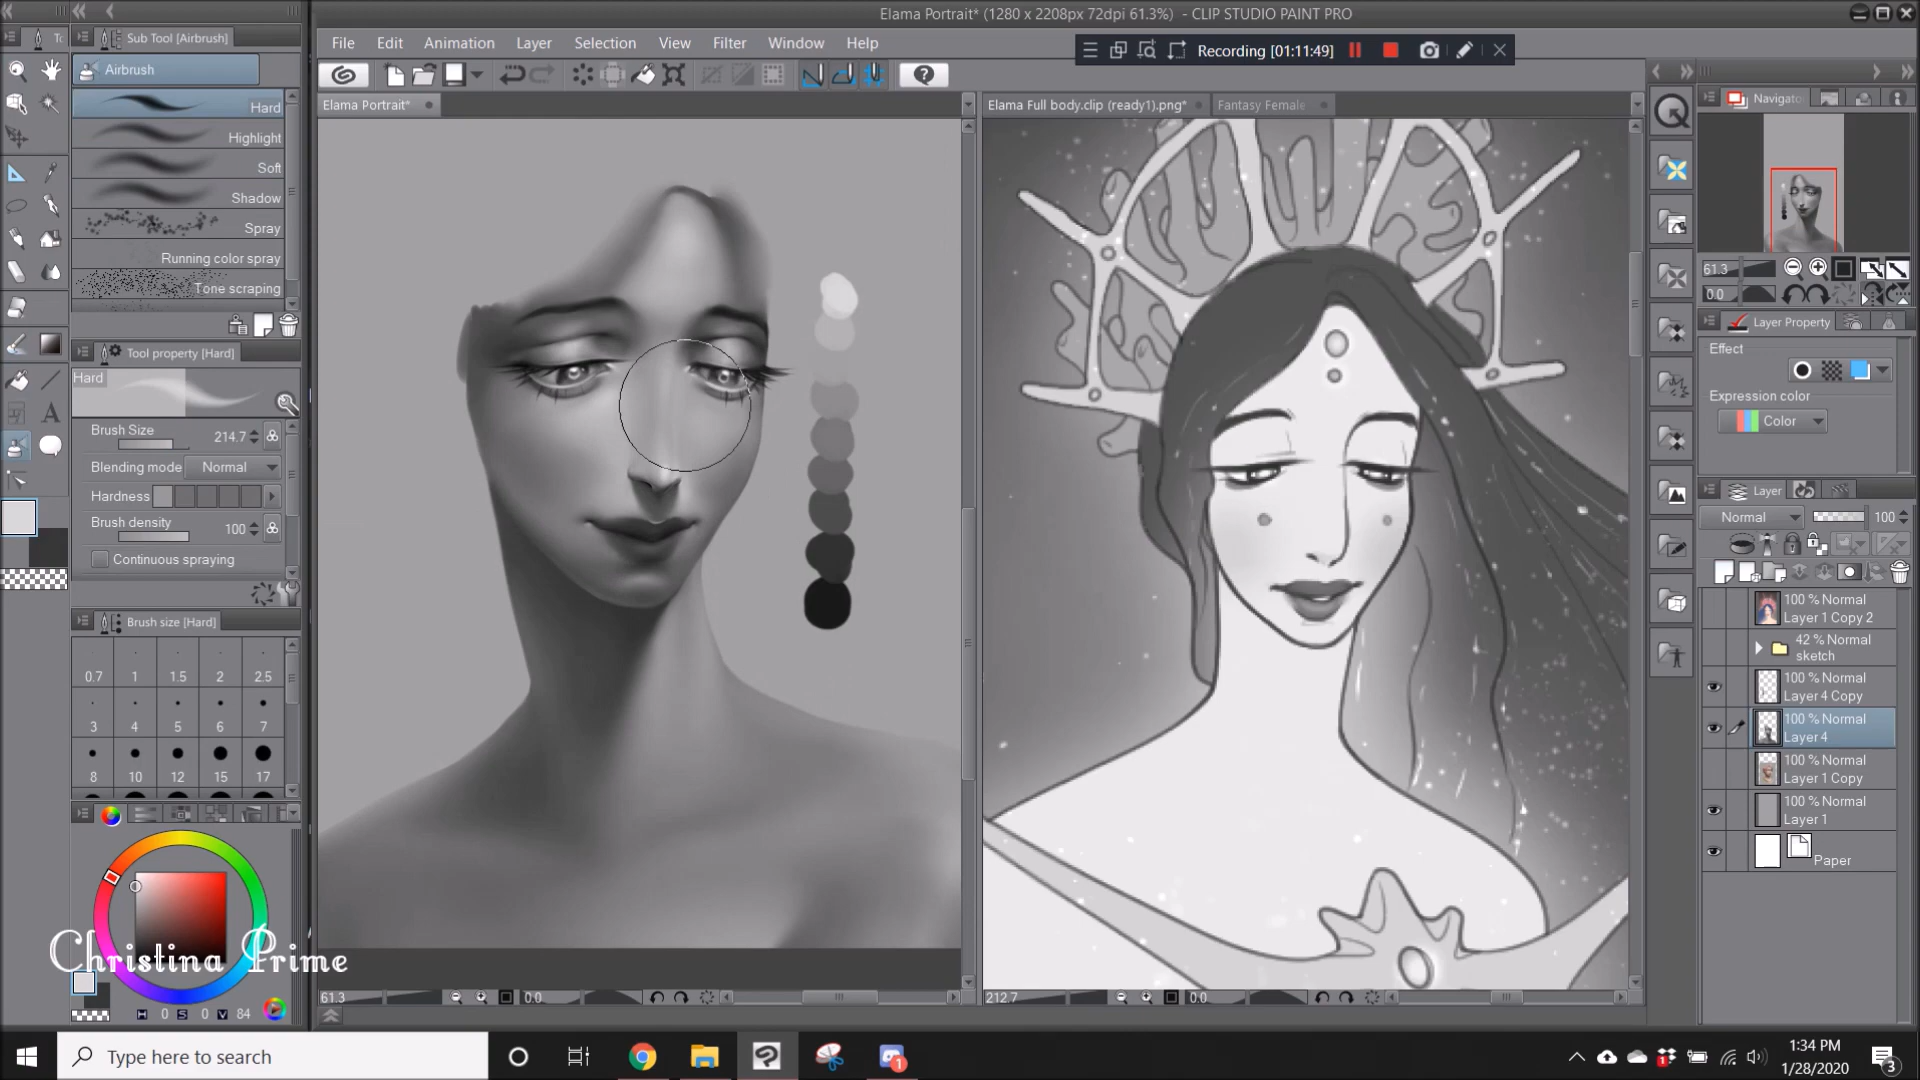 Elama Portrait* (1280 x 2208px 72dpi 61.3%) - CLIP STUDIO PAINT PRO
Sub Tool [Airbrush]
File Edit Animation Layer Selection View Filter Window Help
Recording [01:11:49]
Airbrush
Elama Portrait*
Elama Full body.clip (ready1).png*
Fantasy Female
Navigator
Hard
Highlight
Soft
Shadow
Spray
Running color spray
Tone scraping
61.3
0.0
Tool property [Hard]
Hard
Brush Size 214.7
Blending mode Normal
Hardness
Brush density 100
Continuous spraying
Brush size [Hard]
0.7 1 1.5 2 2.5
3 4 5 6 7
8 10 12 15 17
Layer Property
Effect
Expression color
Color
Layer
Normal 100
100 % Normal
Layer 1 Copy 2
42 % Normal
sketch
100 % Normal
Layer 4 Copy
100 % Normal
Layer 4
100 % Normal
Layer 1 Copy
100 % Normal
Layer 1
Paper
Christina Prime
H 0 S 0 V 84
61.3 0.0
212.7 0.0
Type here to search
1
1
1:34 PM
1/28/2020
3